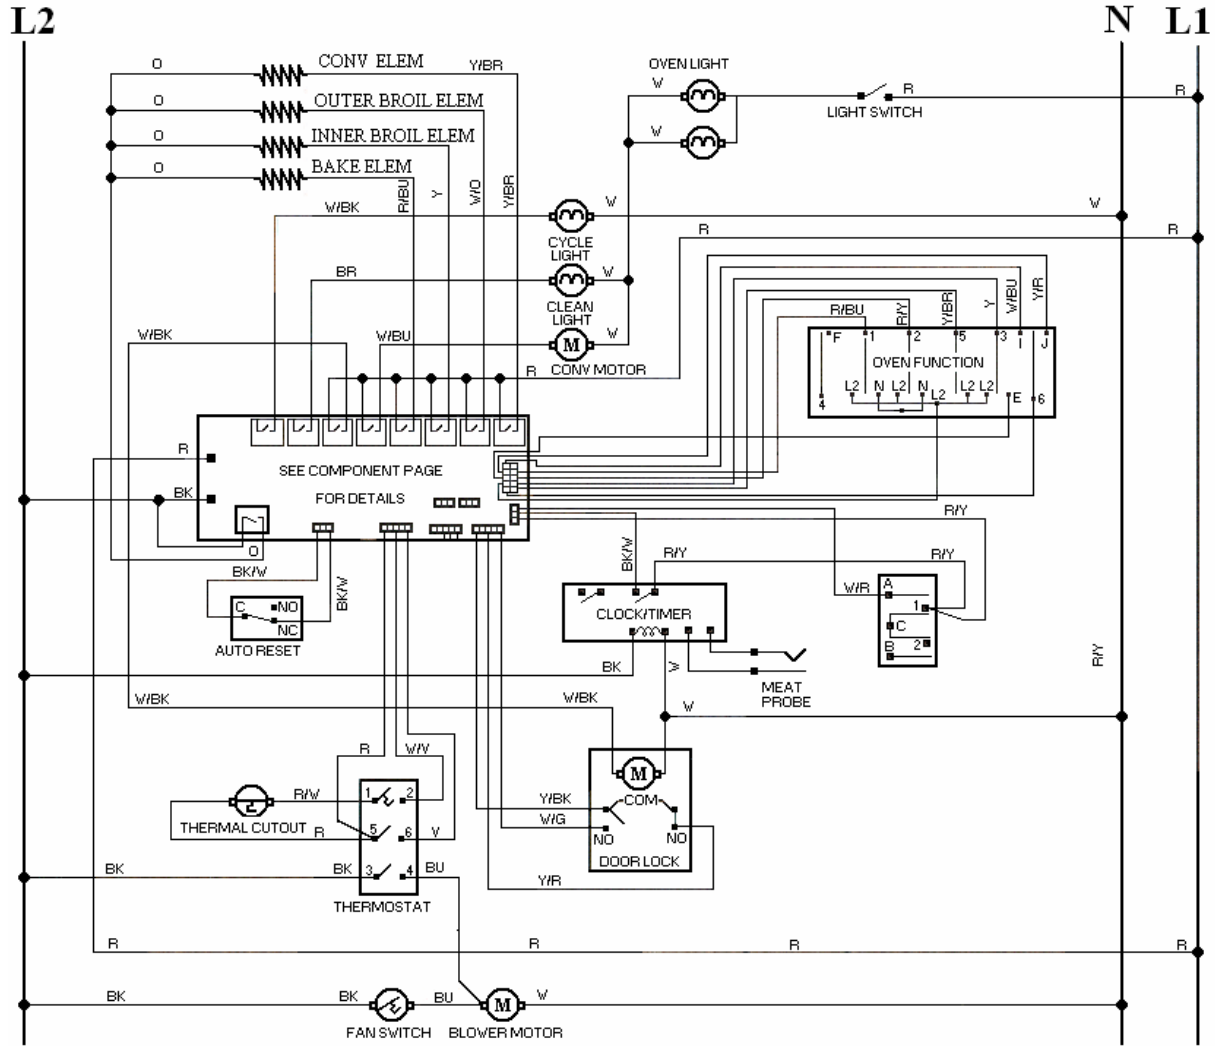 L2 N L1
O CONV ELEM Y/BR
OVEN LIGHT
W
R
LIGHT SWITCH
O OUTER BROIL ELEM
W
O INNER BROIL ELEM
O BAKE ELEM
R/BU Y W/O Y/BR
W/BK W W
CYCLE
LIGHT
R R
BR W
CLEAN
LIGHT
W/BK W/BU W
M
CONV MOTOR
R
R/BU R/Y Y/BR Y W/BU Y/R
F 1 2 5 3 I J
OVEN FUNCTION
L2 N L2 N L2 L2 L2 E
4 6
R
SEE COMPONENT PAGE
BK
FOR DETAILS
O
R/Y
BK/W
BK/W
BK/W
R/Y R/Y
C NO
NC
AUTO RESET
CLOCK/TIMER
W/R
A
1
C
B 2
R/Y
BK W
MEAT
PROBE
W/BK W/BK W
R W/V
M
R/W 1 2
THERMAL CUTOUT R 5 6 V
Y/BK COM
W/G
NO NO
DOOR LOCK
BK BK 3 4 BU
Y/R
THERMOSTAT
R R R R
BK BK BU M W
FAN SWITCH BLOWER MOTOR